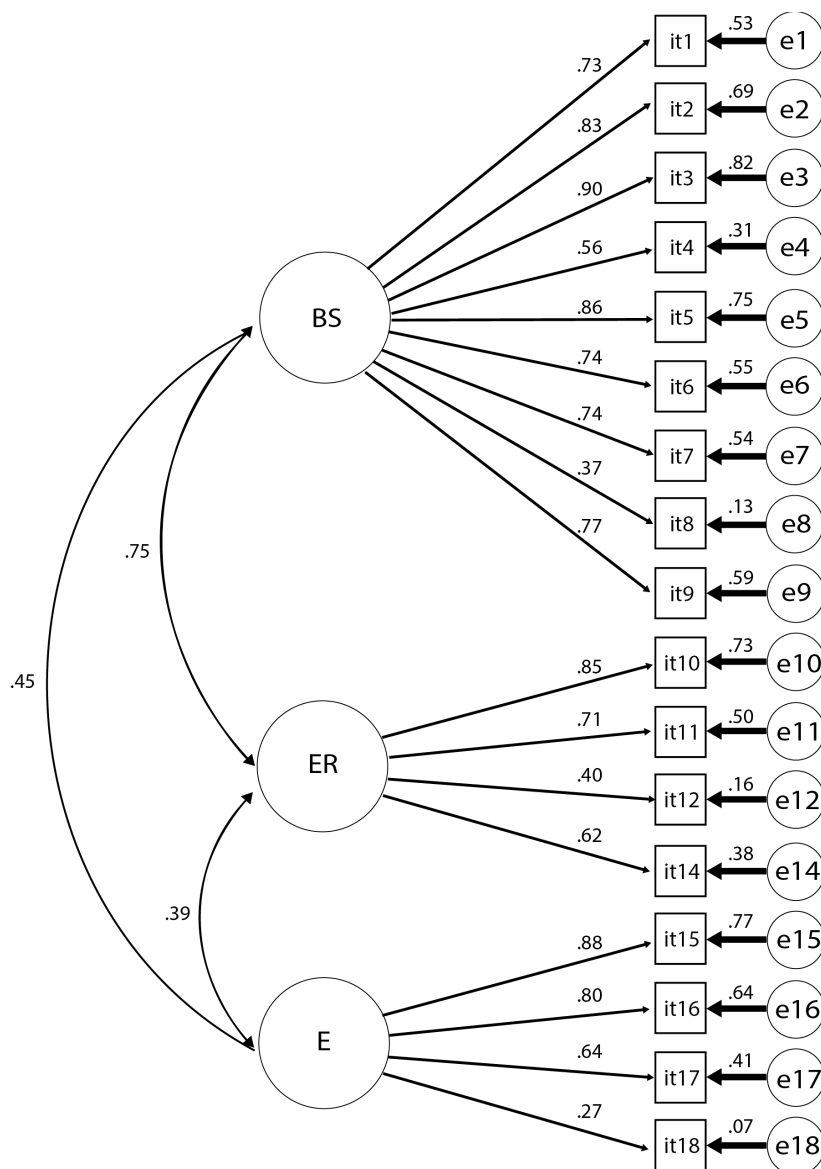 .73 it1 .53 e1
.83 it2 .69 e2
.90 it3 .82 e3
.56 it4 .31 e4
BS .86 it5 .75 e5
.74 it6 .55 e6
.74 it7 .54 e7
.37 it8 .13 e8
.77 it9 .59 e9
.75
.45
.85 it10 .73 e10
.71 it11 .50 e11
ER .40 it12 .16 e12
.62 it14 .38 e14
.39
.88 it15 .77 e15
.80 it16 .64 e16
E .64 it17 .41 e17
.27 it18 .07 e18